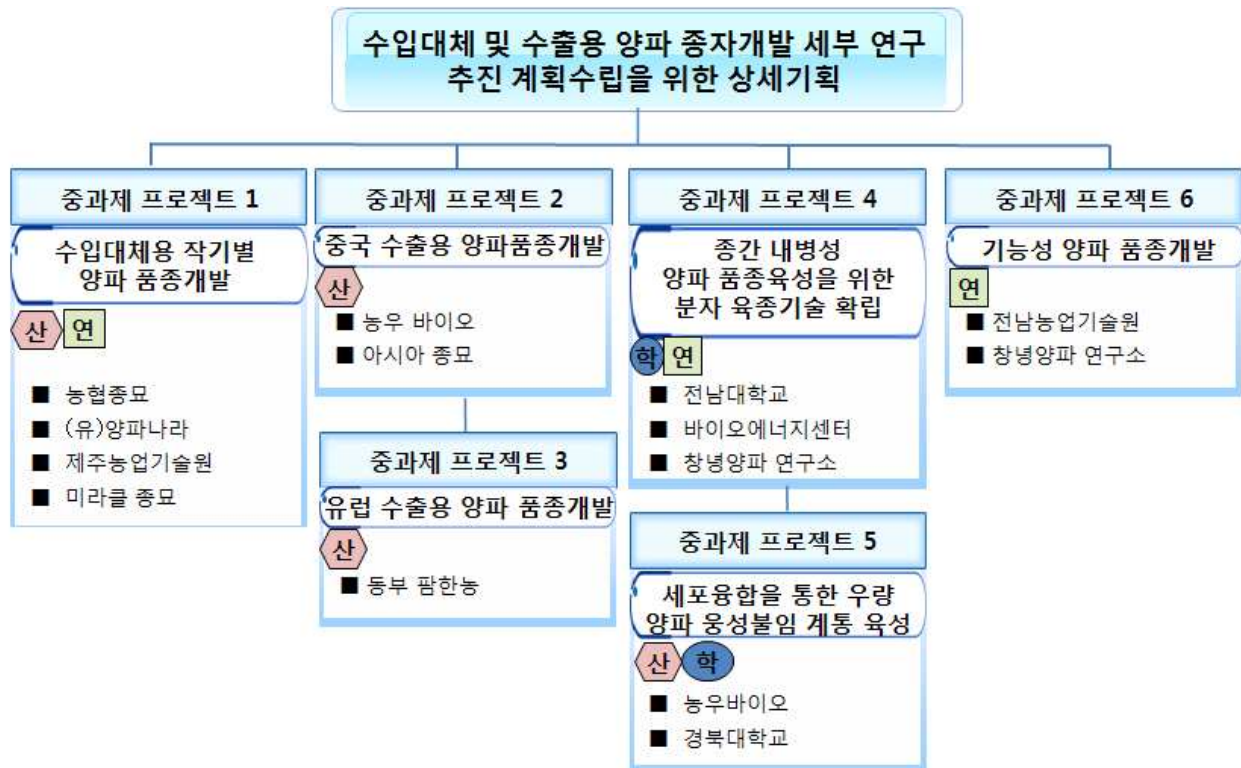 수입대체 및 수출용 양파 종자개발 세부 연구
추진 계획수립을 위한 상세기획
중과제 프로젝트 1
수입대체용 작기별
양파 품종개발
산 연
■ 농협종묘
■ (유)양파나라
■ 제주농업기술원
■ 미라클 종묘
중과제 프로젝트 2
중국 수출용 양파품종개발
산
■ 농우 바이오
■ 아시아 종묘
중과제 프로젝트 3
유럽 수출용 양파 품종개발
산
■ 동부 팜한농
중과제 프로젝트 4
종간 내병성
양파 품종육성을 위한
분자 육종기술 확립
학 연
■ 전남대학교
■ 바이오에너지센터
■ 창녕양파 연구소
중과제 프로젝트 5
세포융합을 통한 우량
양파 웅성불임 계통 육성
산 학
■ 농우바이오
■ 경북대학교
중과제 프로젝트 6
기능성 양파 품종개발
연
■ 전남농업기술원
■ 창녕양파 연구소